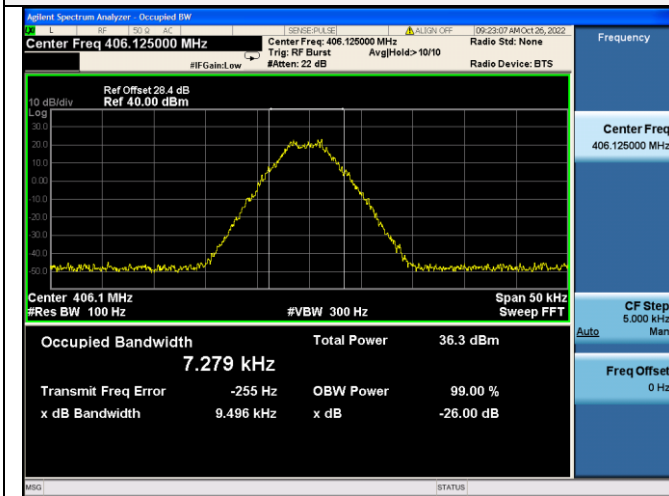 Agilent Spectrum Analyzer - Occupied BW
L RF 50 Ω AC SENSE:PULSE ALIGN OFF 09:23:07 AM Oct 26, 2022
Center Freq 406.125000 MHz Center Freq: 406.125000 MHz Radio Std: None
Trig: RF Burst Avg|Hold:> 10/10
#IFGain:Low #Atten: 22 dB Radio Device: BTS
Ref Offset 28.4 dB
10 dB/div Ref 40.00 dBm
Log
30.0
20.0
10.0
0.00
-10.0
-20.0
-30.0
-40.0
-50.0
Center 406.1 MHz Span 50 kHz
#Res BW 100 Hz #VBW 300 Hz Sweep FFT
Occupied Bandwidth Total Power 36.3 dBm
7.279 kHz
Transmit Freq Error -255 Hz OBW Power 99.00 %
x dB Bandwidth 9.496 kHz x dB -26.00 dB
MSG STATUS
Frequency
Center Freq
406.125000 MHz
CF Step
5.000 kHz
Auto Man
Freq Offset
0 Hz